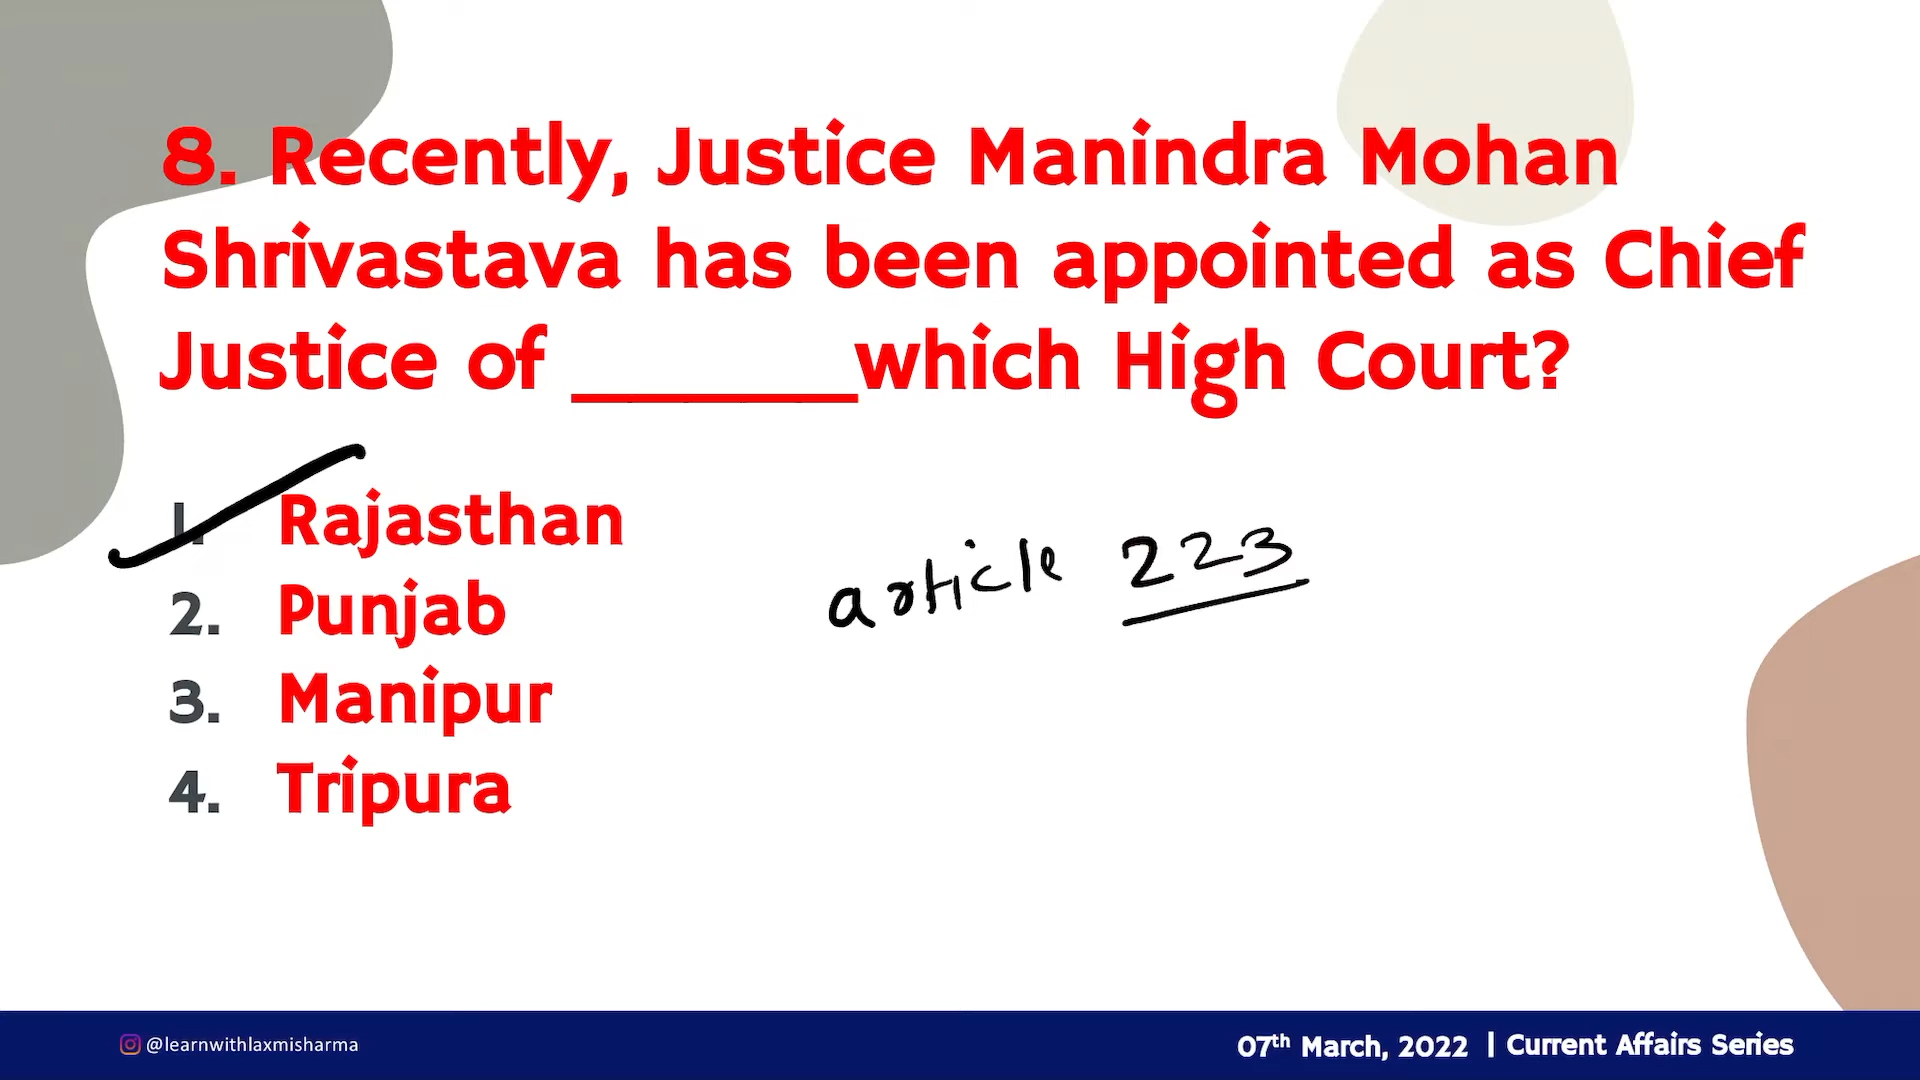 8. Recently, Justice Manindra Mohan
Shrivastava has been appointed as Chief
Justice of ______which High Court?
1. Rajasthan
article 223
2. Punjab
3. Manipur
4. Tripura
@learnwithlaxmisharma
07th March, 2022 | Current Affairs Series